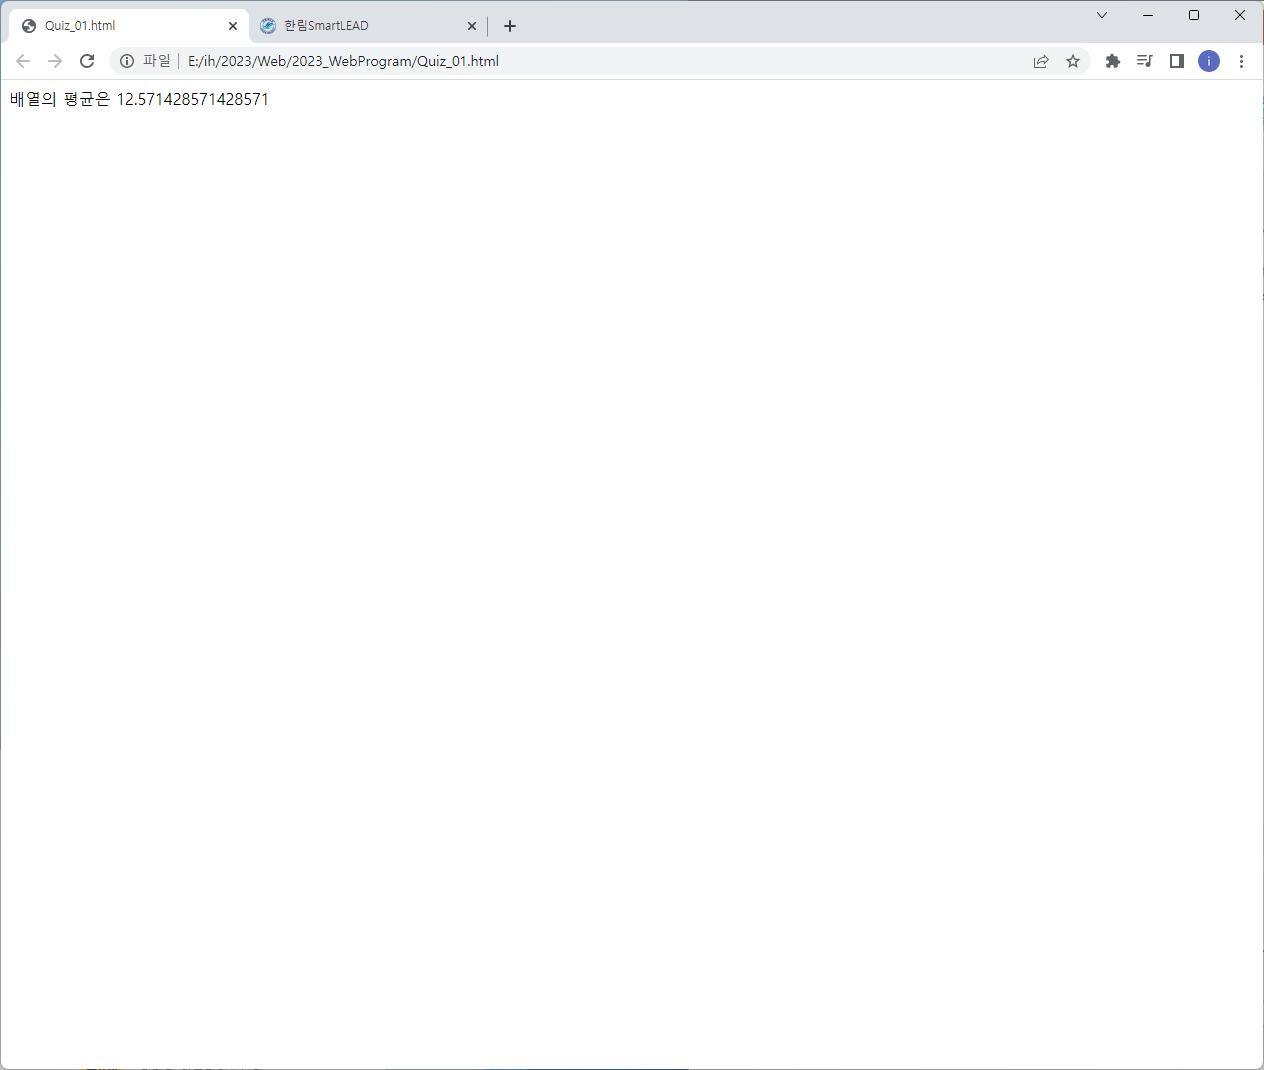 Quiz_01.html
한림SmartLEAD
파일
E:/ih/2023/Web/2023_WebProgram/Quiz_01.html
i
배열의 평균은 12.571428571428571